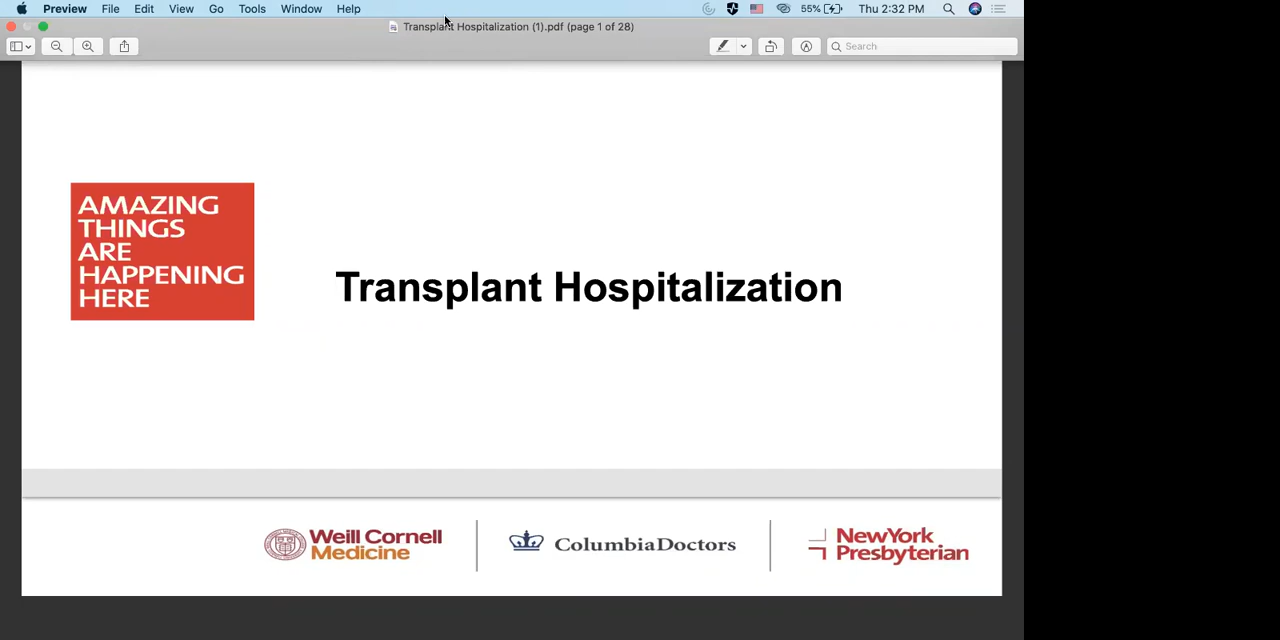 Preview File Edit View Go Tools Window Help 55% Thu 2:32 PM
Transplant Hospitalization (1).pdf (page 1 of 28)
Search
AMAZING
THINGS
ARE
HAPPENING
HERE
Transplant Hospitalization
Weill Cornell
Medicine
ColumbiaDoctors
NewYork
Presbyterian